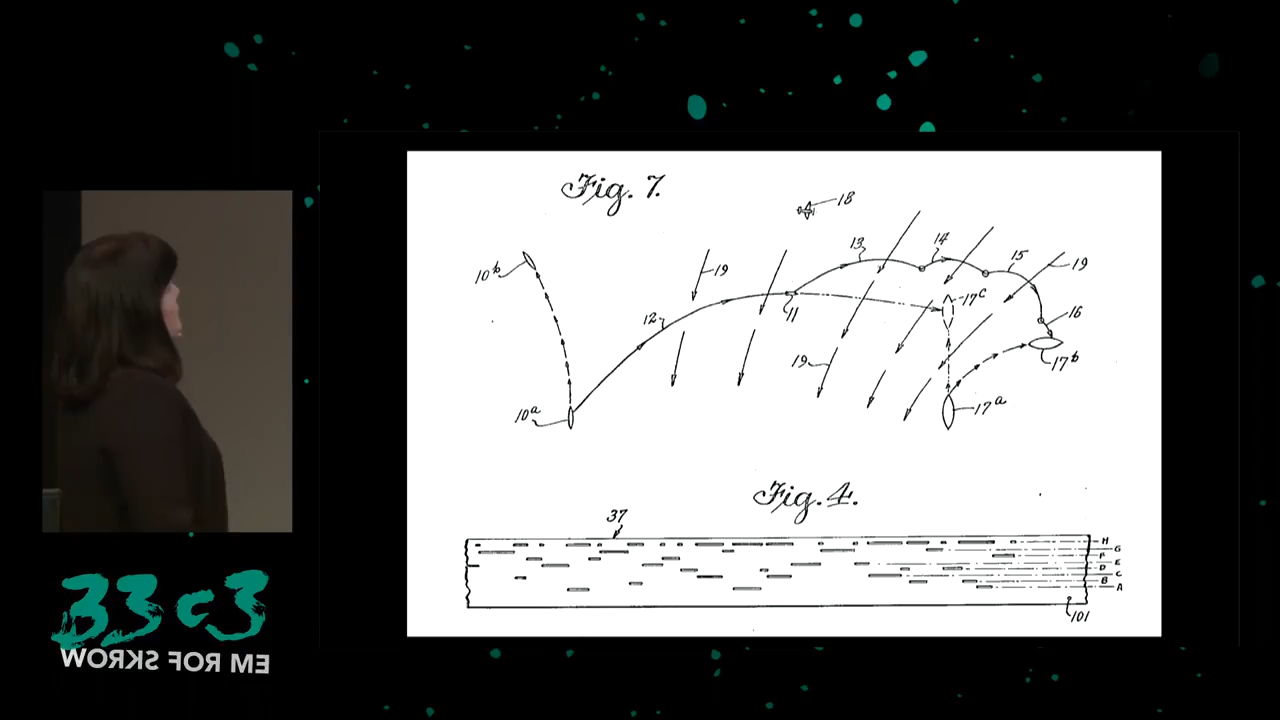 Fig. 7.
18
13
14
15
19
10b
19
17c
12
11
16
19
17b
10a
17a
Fig. 4.
37
H
G
F
E
D
C
B
A
101
33C3
WORKS FOR ME